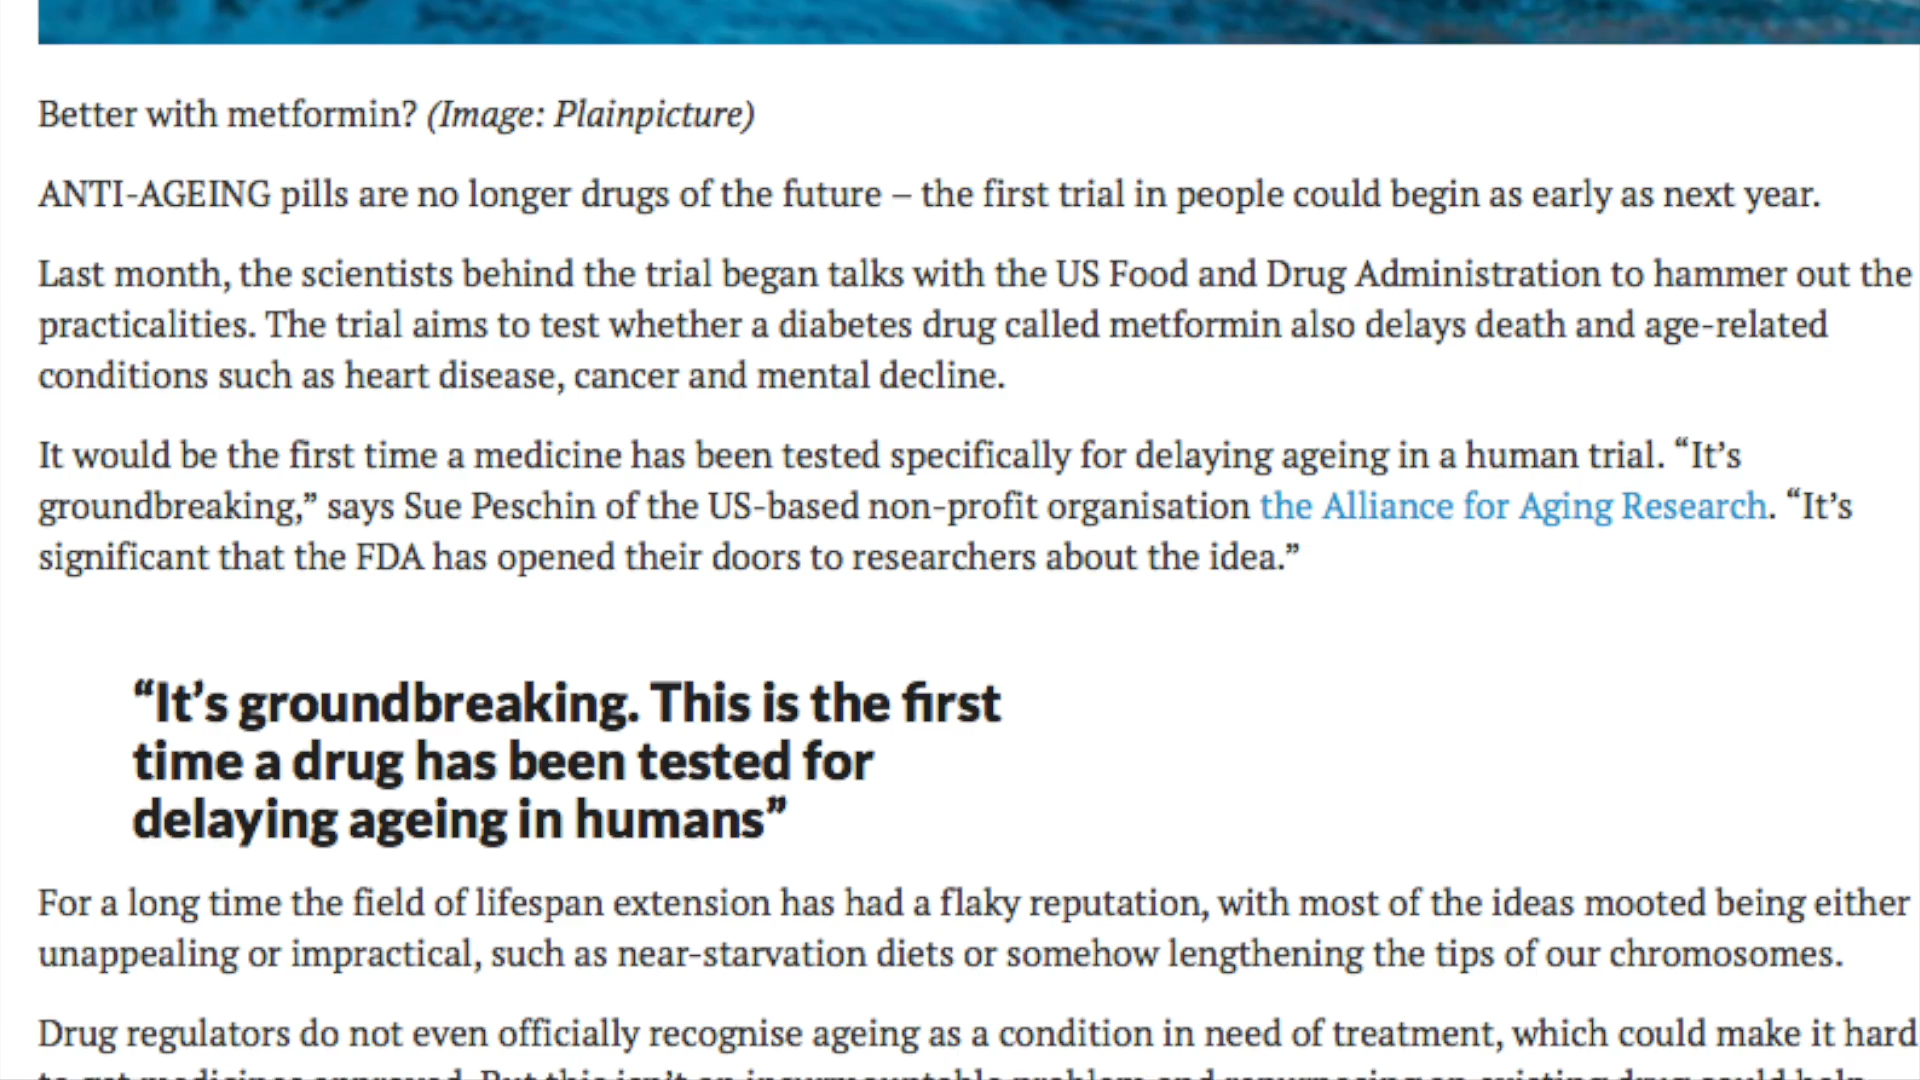 Better with metformin? (Image: Plainpicture)
ANTI-AGEING pills are no longer drugs of the future – the first trial in people could begin as early as next year.
Last month, the scientists behind the trial began talks with the US Food and Drug Administration to hammer out the
practicalities. The trial aims to test whether a diabetes drug called metformin also delays death and age-related
conditions such as heart disease, cancer and mental decline.
It would be the first time a medicine has been tested specifically for delaying ageing in a human trial. “It’s
groundbreaking,” says Sue Peschin of the US-based non-profit organisation the Alliance for Aging Research. “It’s
significant that the FDA has opened their doors to researchers about the idea.”
“It’s groundbreaking. This is the first
time a drug has been tested for
delaying ageing in humans”
For a long time the field of lifespan extension has had a flaky reputation, with most of the ideas mooted being either
unappealing or impractical, such as near-starvation diets or somehow lengthening the tips of our chromosomes.
Drug regulators do not even officially recognise ageing as a condition in need of treatment, which could make it hard